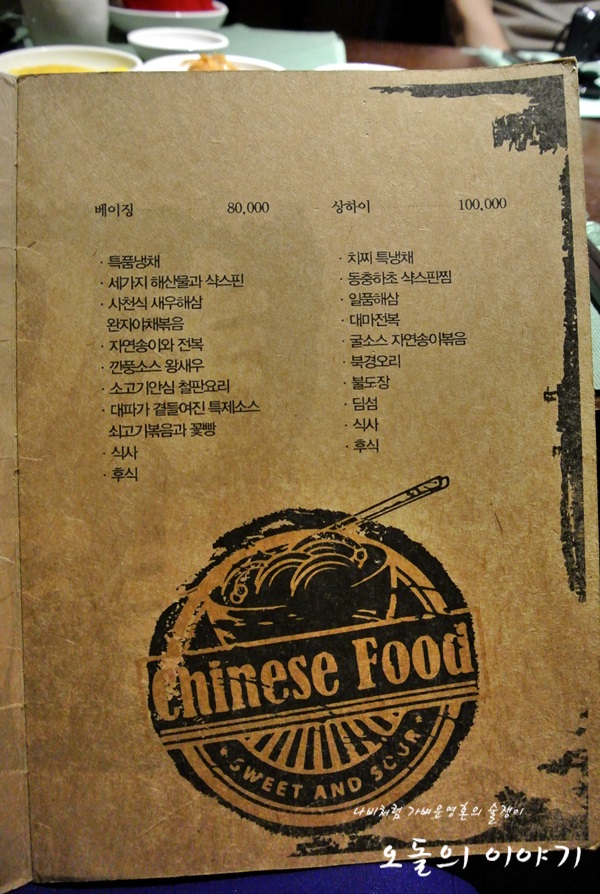 베이징 80,000
· 특품냉채
· 세가지 해산물과 샥스핀
· 사천식 새우해삼
완자야채볶음
· 자연송이와 전복
· 깐풍소스 왕새우
· 소고기안심 철판요리
· 대파가 곁들여진 특제소스
쇠고기볶음과 꽃빵
· 식사
· 후식
상하이 100,000
· 치찌 특냉채
· 동충하초 샥스핀찜
· 일품해삼
· 대마전복
· 굴소스 자연송이볶음
· 북경오리
· 불도장
· 딤섬
· 식사
· 후식
Chinese Food
SWEET AND SCUR
나비처럼 가벼운영혼의 술쟁이
오돌의 이야기